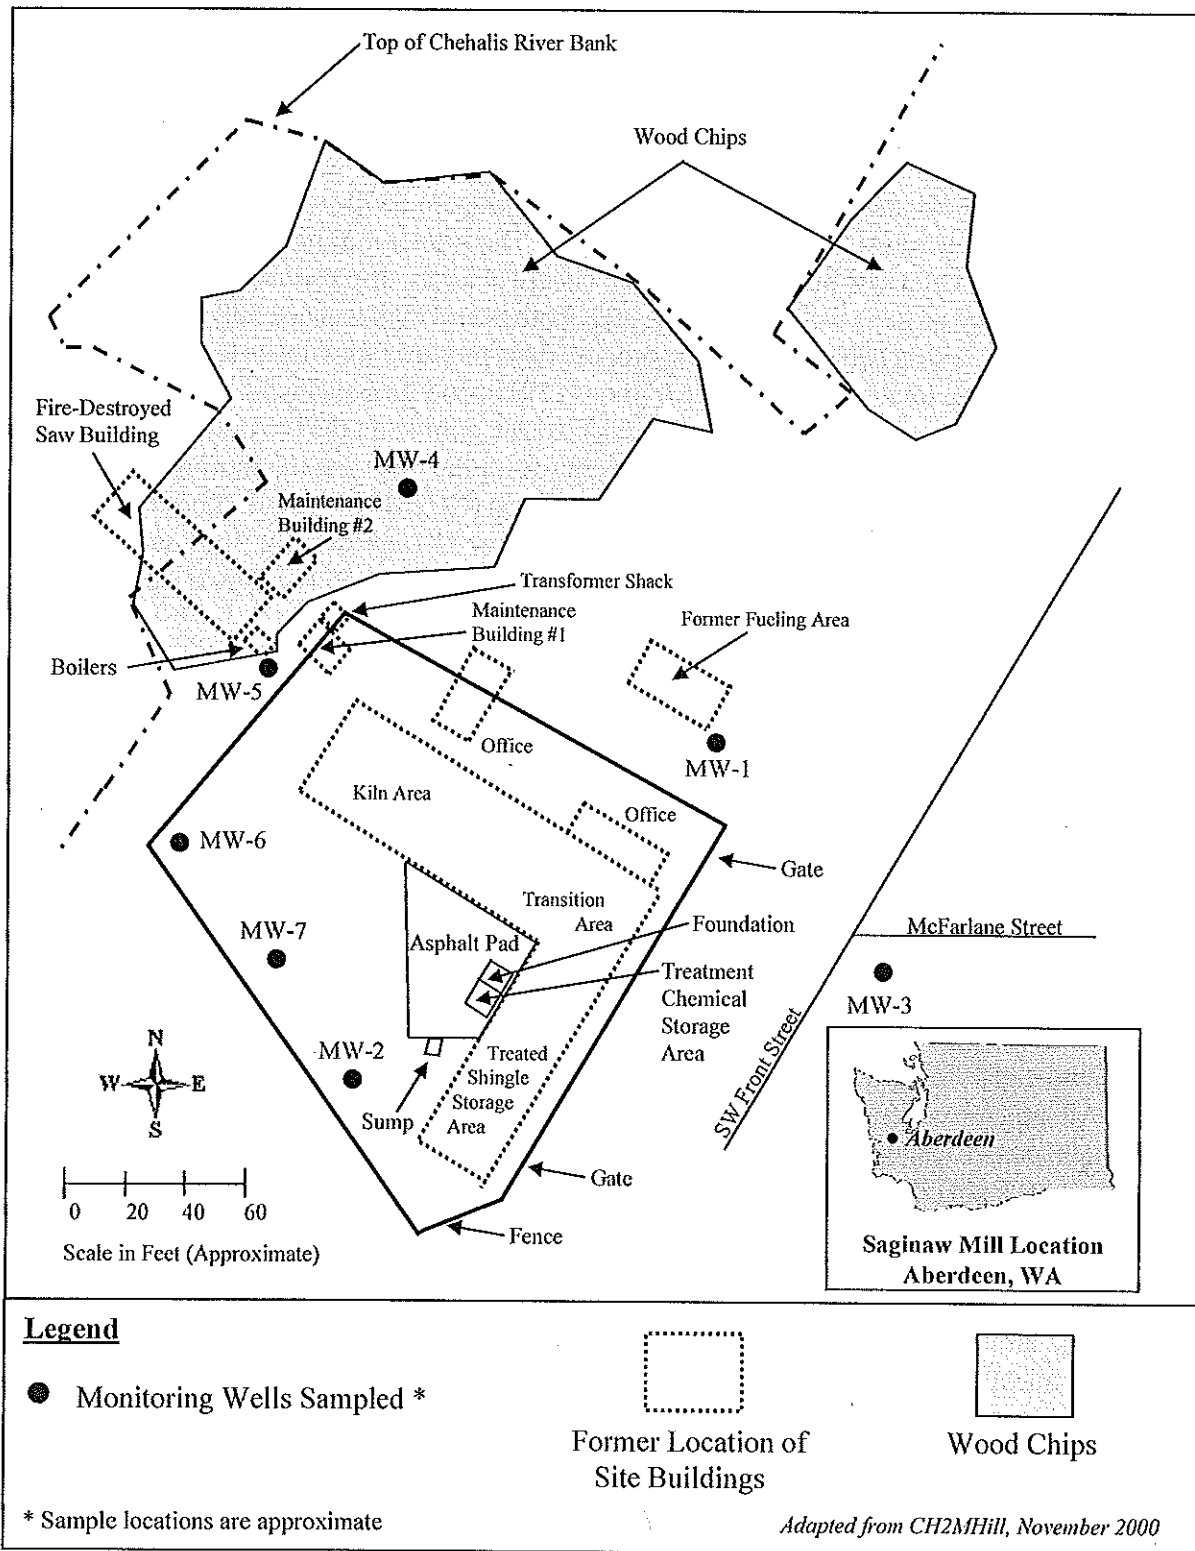 Top of Chehalis River Bank
Wood Chips
Fire-Destroyed
Saw Building
MW-4
Maintenance
Building #2
Transformer Shack
Maintenance
Building #1
Former Fueling Area
Boilers
MW-5
Office
MW-1
Kiln Area
Office
MW-6
Gate
Transition
Area
McFarlane Street
MW-7
Asphalt Pad
Foundation
Treatment
Chemical
Storage
Area
MW-3
SW Front Street
N
W E
S
MW-2
Treated
Shingle
Storage
Area
Sump
Aberdeen
Gate
0 20 40 60
Scale in Feet (Approximate)
Fence
Saginaw Mill Location
Aberdeen, WA
Legend
Monitoring Wells Sampled *
Former Location of
Site Buildings
Wood Chips
* Sample locations are approximate
Adapted from CH2MHill, November 2000